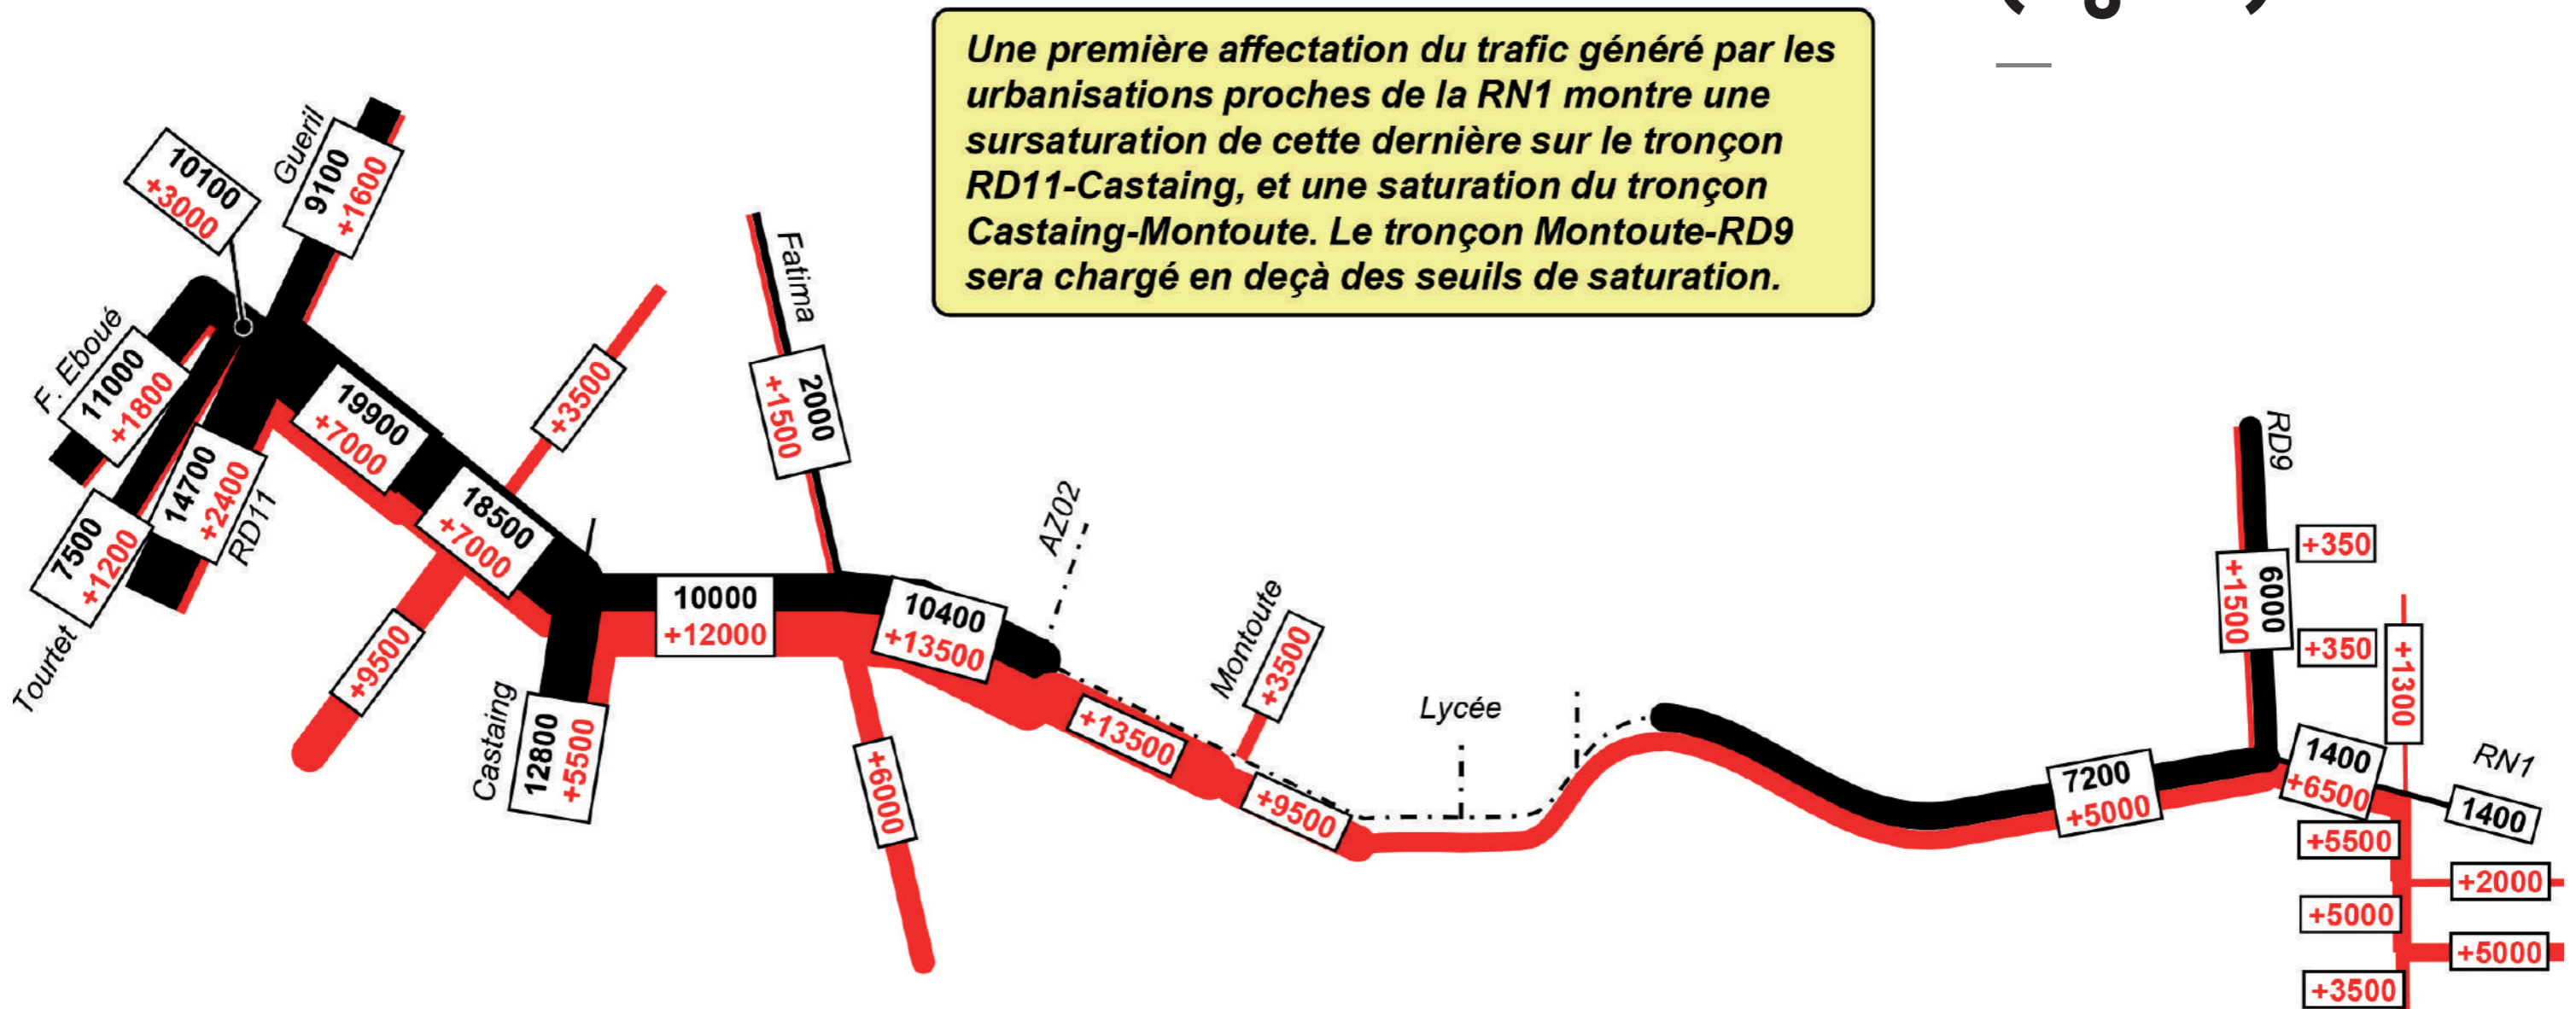 Une première affectation du trafic généré par les
urbanisations proches de la RN1 montre une
sursaturation de cette dernière sur le tronçon
RD11-Castaing, et une saturation du tronçon
Castaing-Montoute. Le tronçon Montoute-RD9
sera chargé en deçà des seuils de saturation.
10100
+3000
Gueril
9100
+1600
F. Eboué
11000
+1800
7500
+1200
Tourtet
14700
+2400
RD11
19900
+7000
18500
+7000
+3500
+9500
Castaing
12800
+5500
Fatima
2000
+1500
10000
+12000
10400
+13500
+6000
AZ02
+13500
Montoute
+3500
+9500
Lycée
7200
+5000
RD9
6000
+1500
+350
+350
+1300
1400
+6500
RN1
1400
+5500
+2000
+5000
+5000
+3500